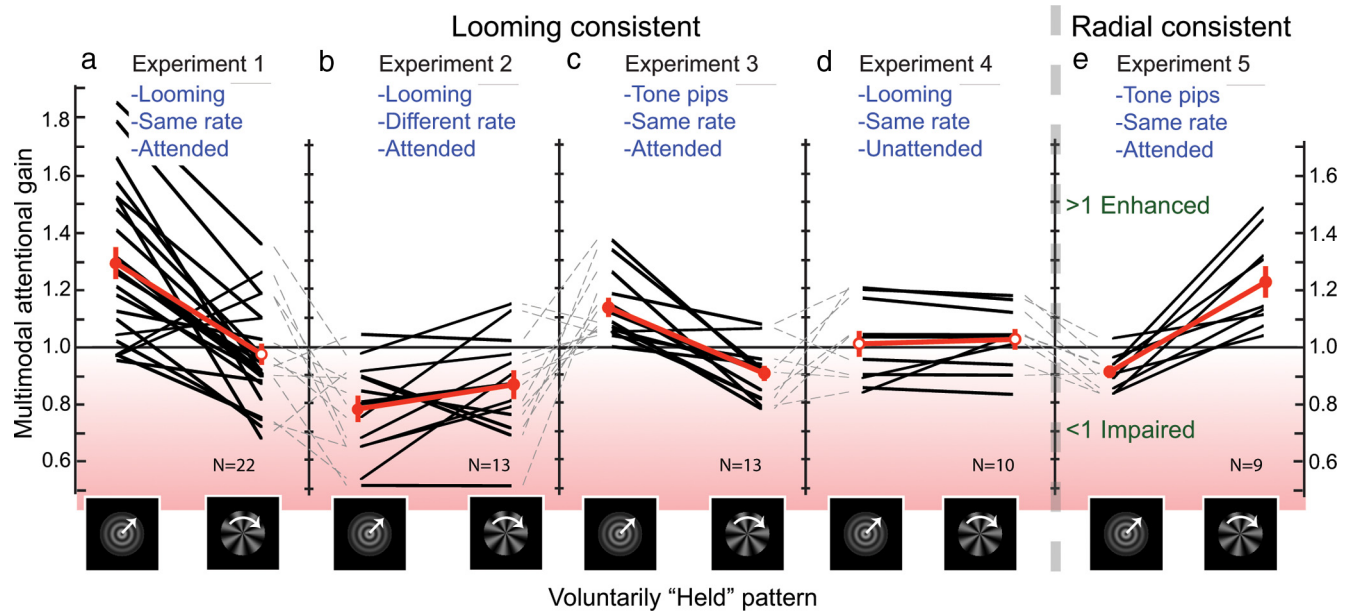 Looming consistent
Radial consistent
a
Experiment 1
-Looming
-Same rate
-Attended
b
Experiment 2
-Looming
-Different rate
-Attended
c
Experiment 3
-Tone pips
-Same rate
-Attended
d
Experiment 4
-Looming
-Same rate
-Unattended
e
Experiment 5
-Tone pips
-Same rate
-Attended
Multimodal attentional gain
1.8
1.6
1.4
1.2
1.0
0.8
0.6
>1 Enhanced
<1 Impaired
1.6
1.4
1.2
1.0
0.8
0.6
N=22
N=13
N=13
N=10
N=9
Voluntarily “Held” pattern